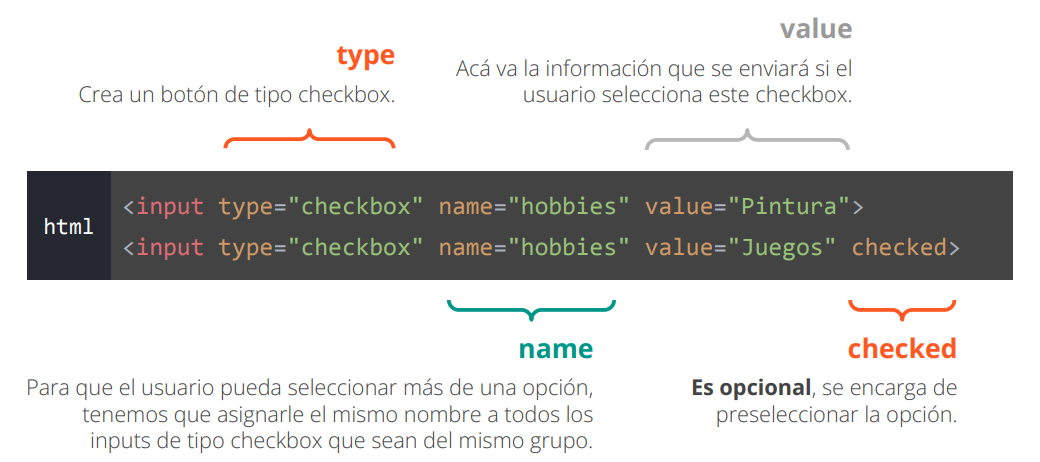 type
Crea un botón de tipo checkbox.
value
Acá va la información que se enviará si el
usuario selecciona este checkbox.
html
<input type="checkbox" name="hobbies" value="Pintura">
<input type="checkbox" name="hobbies" value="Juegos" checked>
name
Para que el usuario pueda seleccionar más de una opción,
tenemos que asignarle el mismo nombre a todos los
inputs de tipo checkbox que sean del mismo grupo.
checked
Es opcional, se encarga de
preseleccionar la opción.